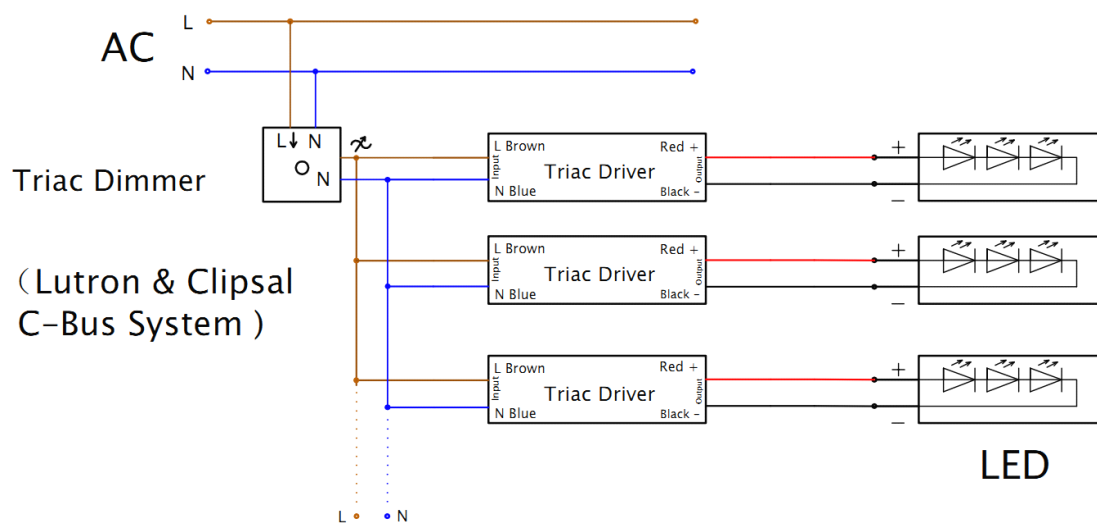 L
AC
N
L N
N
Triac Dimmer
（Lutron & Clipsal
C-Bus System )
L Brown
Input
N Blue
Triac Driver
Red +
Output
Black -
+
-
L Brown
Input
N Blue
Triac Driver
Red +
Output
Black -
+
-
L Brown
Input
N Blue
Triac Driver
Red +
Output
Black -
+
-
LED
L
N